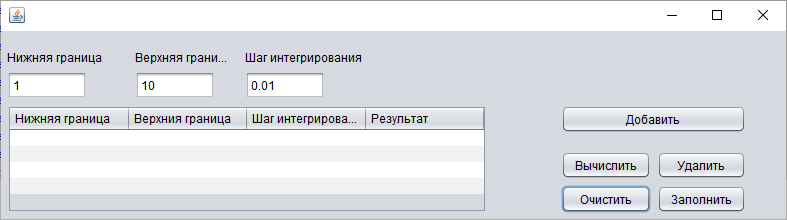 Нижняя граница Верхняя грани... Шаг интегрирования
1 10 0.01
Нижняя граница Верхния граница Шаг интегрирова... Результат
Добавить
Вычислить Удалить
Очистить Заполнить